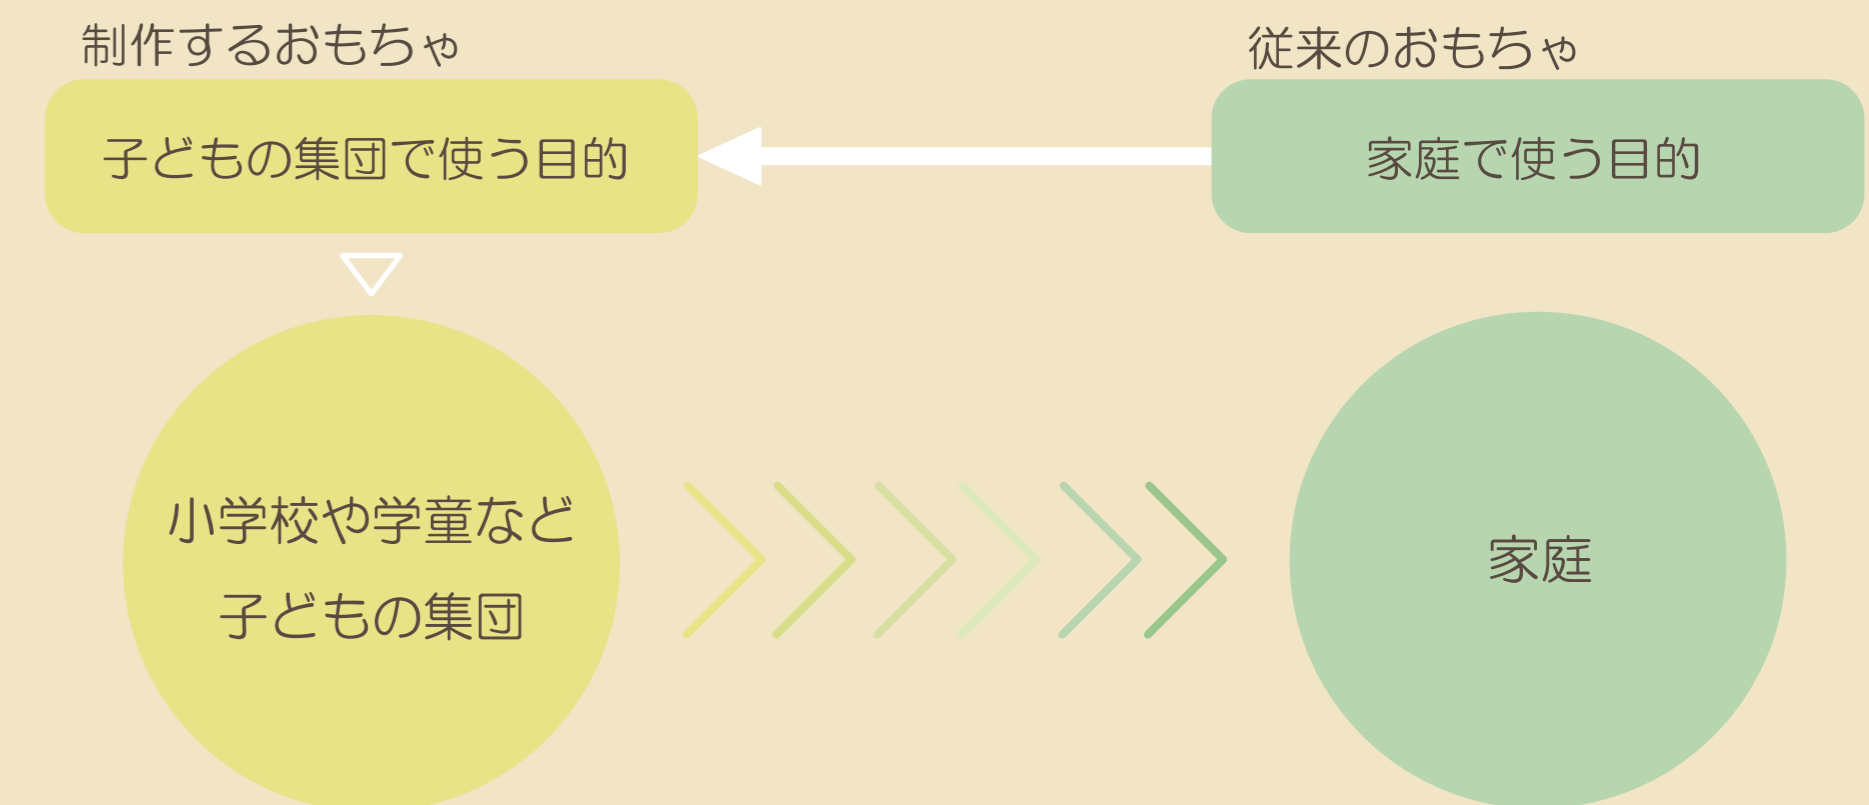 制作するおもちゃ
従来のおもちゃ
子どもの集団で使う目的
家庭で使う目的
小学校や学童など
子どもの集団
家庭